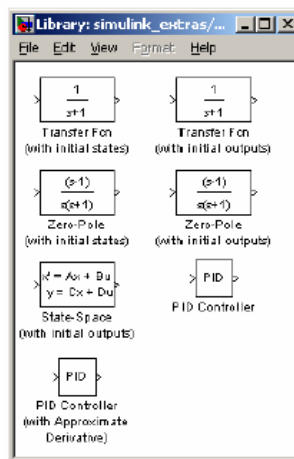 Library: simulink_extras/...
File Edit View Format Help
1
s+1
1
s+1
Transfer Fcn
(with initial states)
Transfer Fcn
(with initial outputs)
(s-1)
s(s+1)
(s-1)
s(s+1)
Zero-Pole
(with initial states)
Zero-Pole
(with initial outputs)
x' = Ax + Bu
y = Cx + Du
PID
State-Space
(with initial outputs)
PID Controller
PID
PID Controller
(with Approximate
Derivative)